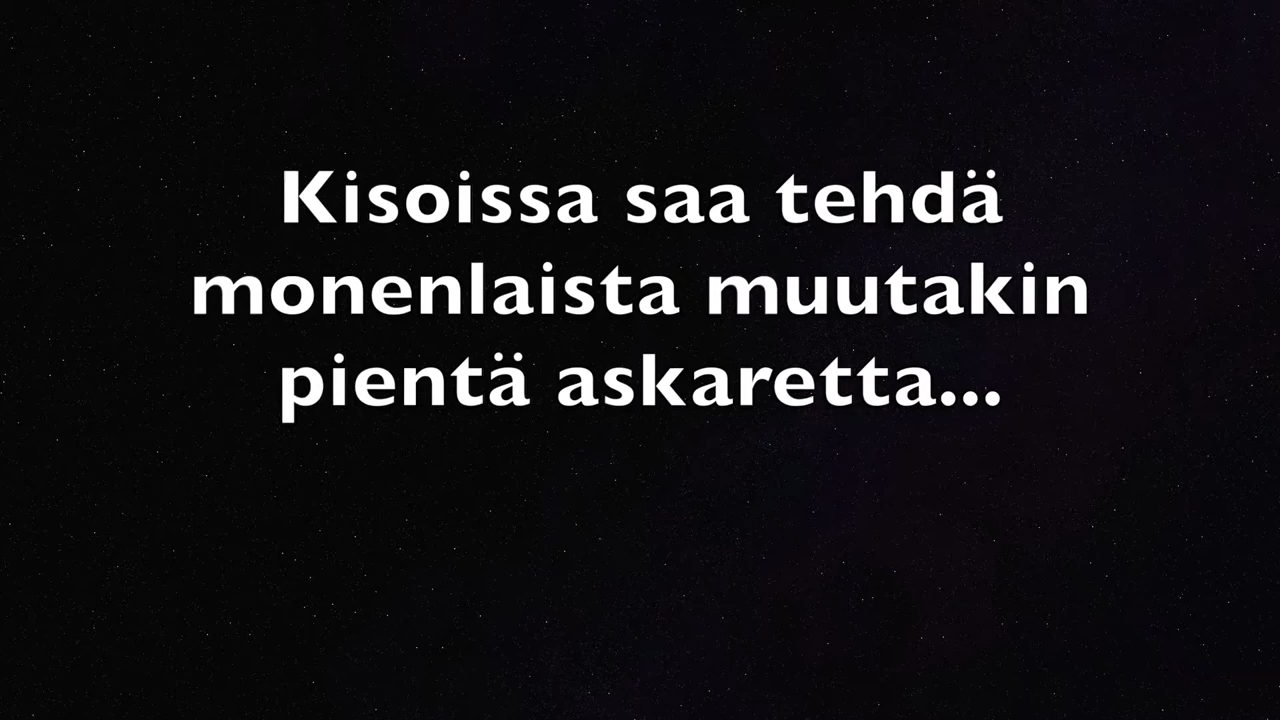 Kisoissa saa tehdä
monenlaista muutakin
pientä askaretta...